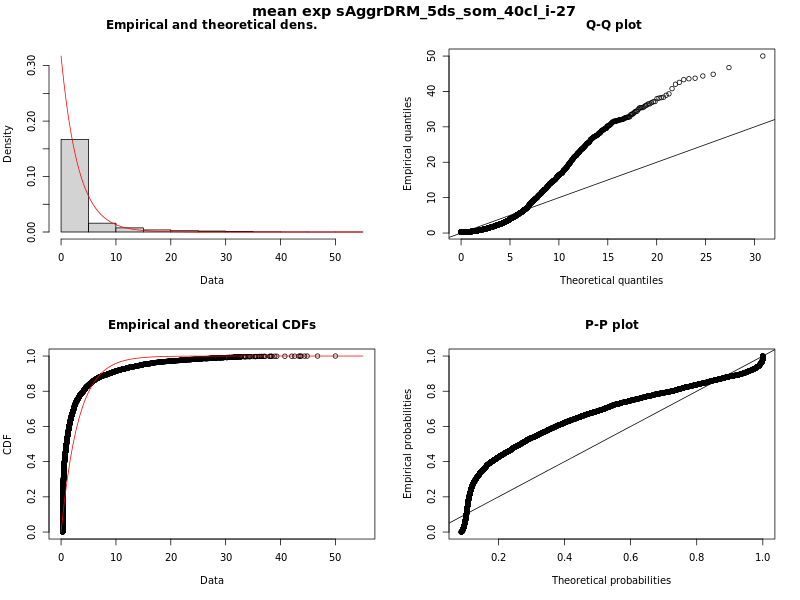 mean exp sAggrDRM_5ds_som_40cl_i-27
Empirical and theoretical dens.
Density
0.00 0.10 0.20 0.30
0 10 20 30 40 50
Data
Q-Q plot
Empirical quantiles
0 10 20 30 40 50
0 5 10 15 20 25 30
Theoretical quantiles
Empirical and theoretical CDFs
CDF
0.0 0.2 0.4 0.6 0.8 1.0
0 10 20 30 40 50
Data
P-P plot
Empirical probabilities
0.0 0.2 0.4 0.6 0.8 1.0
0.2 0.4 0.6 0.8 1.0
Theoretical probabilities